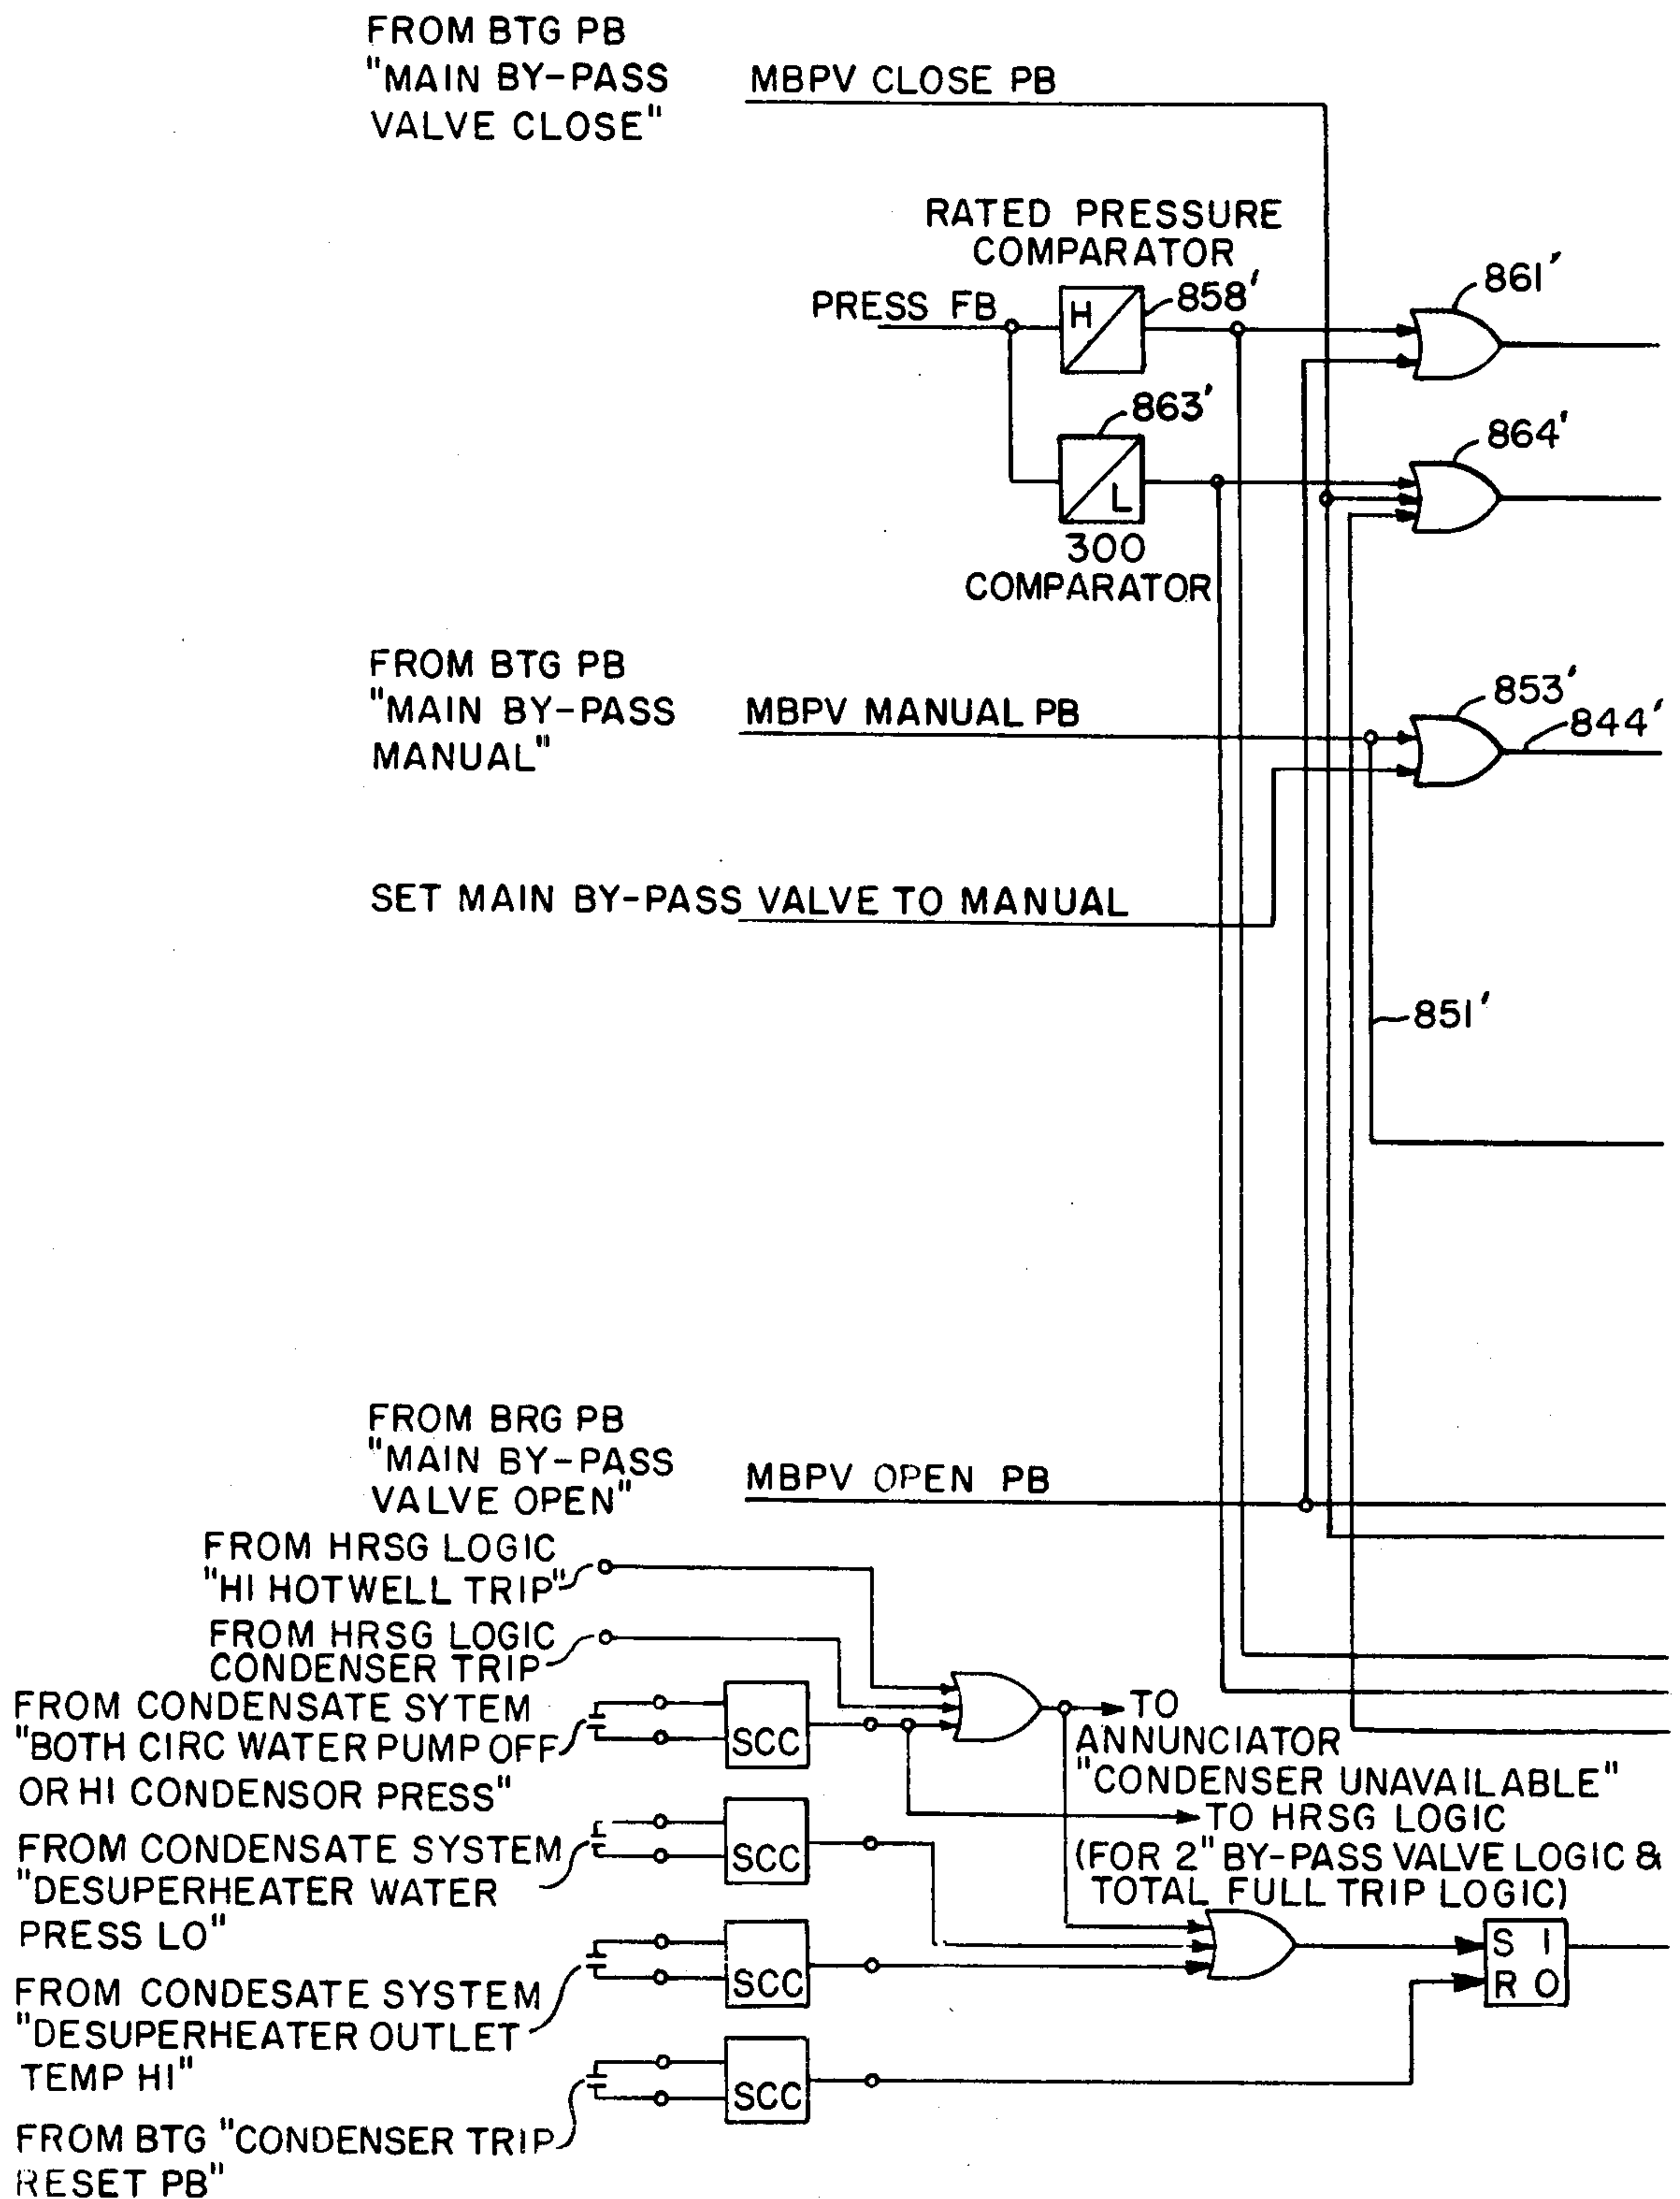 FROM BTG PB
"MAIN BY-PASS
VALVE CLOSE"
MBPV CLOSE PB
RATED PRESSURE
COMPARATOR
PRESS FB
H
858'
861'
863'
864'
L
300
COMPARATOR
FROM BTG PB
"MAIN BY-PASS
MANUAL"
MBPV MANUAL PB
853'
844'
SET MAIN BY-PASS VALVE TO MANUAL
851'
FROM BRG PB
"MAIN BY-PASS
VALVE OPEN"
MBPV OPEN PB
FROM HRSG LOGIC
"HI HOTWELL TRIP"
FROM HRSG LOGIC
CONDENSER TRIP
FROM CONDENSATE SYTEM
"BOTH CIRC WATER PUMP OFF
OR HI CONDENSOR PRESS"
SCC
TO
ANNUNCIATOR
"CONDENSER UNAVAILABLE"
TO HRSG LOGIC
(FOR 2" BY-PASS VALVE LOGIC &
TOTAL FULL TRIP LOGIC)
FROM CONDENSATE SYSTEM
"DESUPERHEATER WATER
PRESS LO"
SCC
FROM CONDESATE SYSTEM
"DESUPERHEATER OUTLET
TEMP HI"
SCC
S I
R O
FROM BTG "CONDENSER TRIP
RESET PB"
SCC